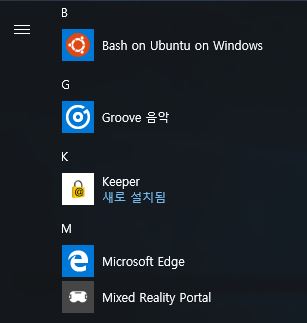 B
Bash on Ubuntu on Windows
G
Groove 음악
K
Keeper
새로 설치됨
M
Microsoft Edge
Mixed Reality Portal